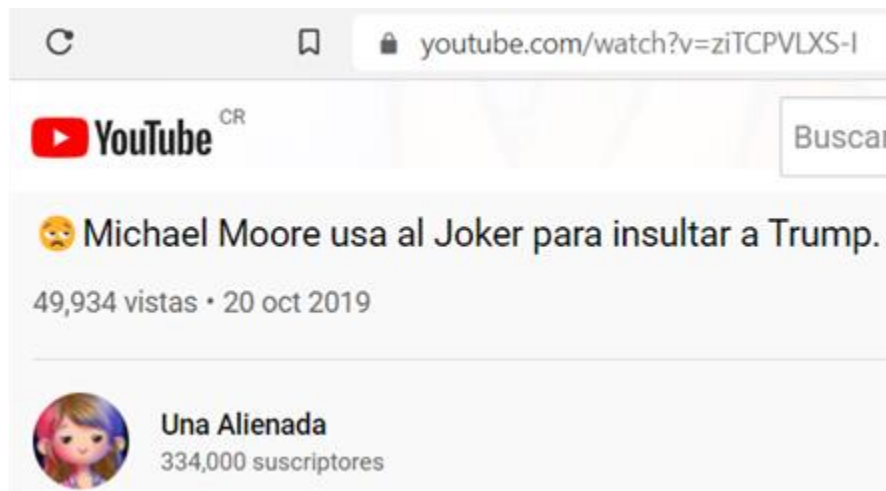 youtube.com/watch?v=ziTCPVLXS-I
YouTube CR
Buscar
😟Michael Moore usa al Joker para insultar a Trump.
49,934 vistas • 20 oct 2019
Una Alienada
334,000 suscriptores